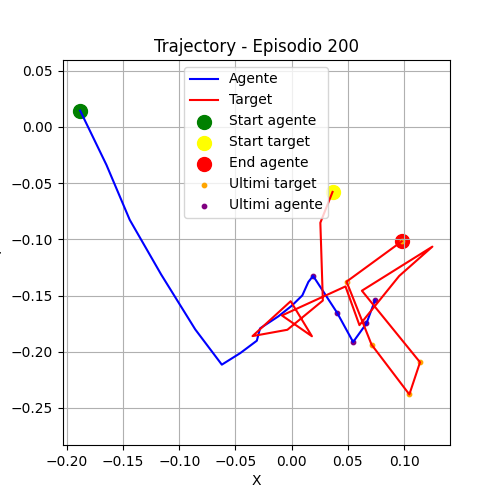 Trajectory - Episodio 200
Agente
Target
Start agente
Start target
End agente
Ultimi target
Ultimi agente
0.05
0.00
−0.05
−0.10
−0.15
−0.20
−0.25
−0.20 −0.15 −0.10 −0.05 0.00 0.05 0.10
X